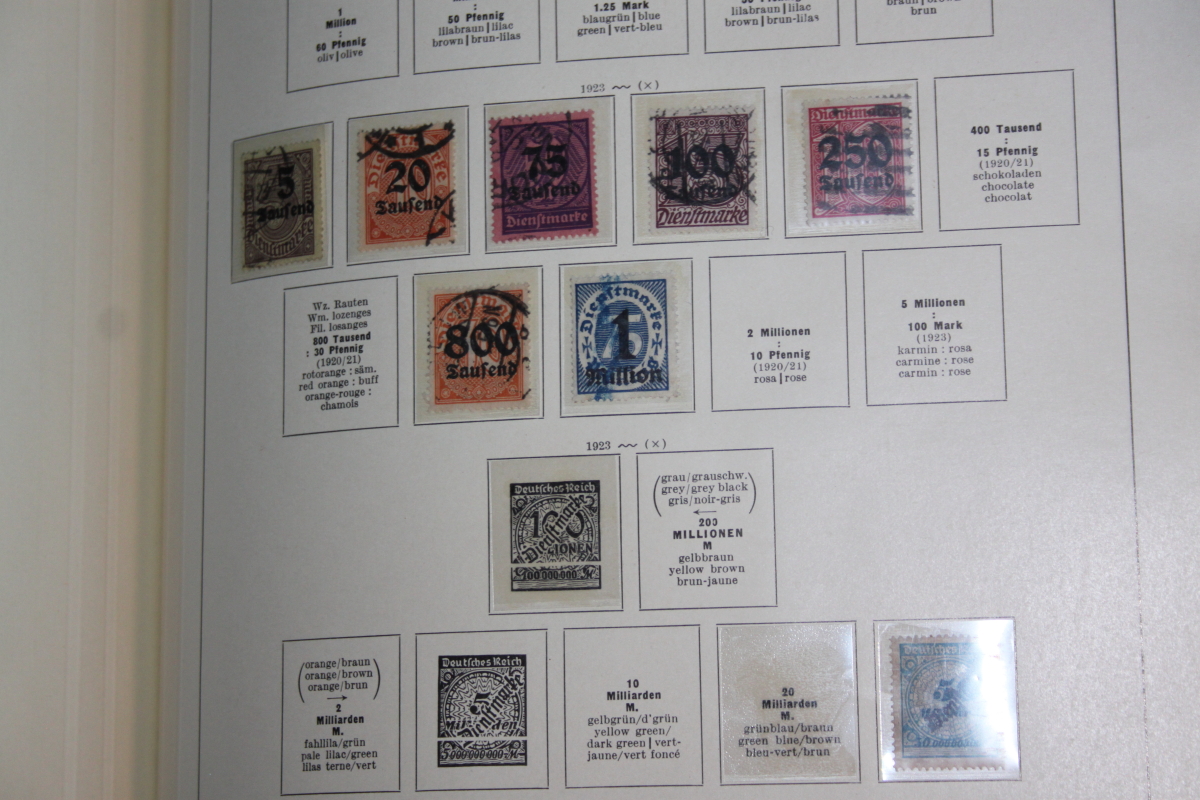 1
Million
:
60 Pfennig
oliv|olive
:
50 Pfennig
lilabraun|lilac
brown|brun-lilas
1.25 Mark
blaugrün|blue
green|vert-bleu
lilabraun|lilac
brown|brun-lilas
brun
1923 (×)
5
Tausend
Dienstmarke
20
Tausend
75
Tausend
Dienstmarke
100
Tausend
Dienstmarke
Dienstmarke
250
Tausend
400 Tausend
:
15 Pfennig
(1920/21)
schokoladen
chocolate
chocolat
Wz. Rauten
Wm. lozenges
Fil. losanges
800 Tausend
: 30 Pfennig
(1920/21)
rotorange : säm.
red orange : buff
orange-rouge :
chamois
800
Tausend
Dienstmarke
75
1
Million
2 Millionen
:
10 Pfennig
(1920/21)
rosa|rose
5 Millionen
:
100 Mark
(1923)
karmin : rosa
carmine : rose
carmin : rose
1923 (×)
Deutsches Reich
100
Dienstmarke
100 000 000 M
(grau/grauschw.
grey/grey black
gris/noir-gris)
←
200
MILLIONEN
M
gelbbraun
yellow brown
brun-jaune
(orange/braun
orange/brown
orange/brun)
→
2
Milliarden
M.
fahllila/grün
pale lilac/green
lilas terne/vert
Deutsches Reich
5
Milliarden
Dienstmarke
5 000 000 000 M
10
Milliarden
M.
gelbgrün/d'grün
yellow green/
dark green|vert-
jaune/vert foncé
20
Milliarden
M.
grünblau/braun
green blue/brown
bleu-vert/brun
Deutsches Reich